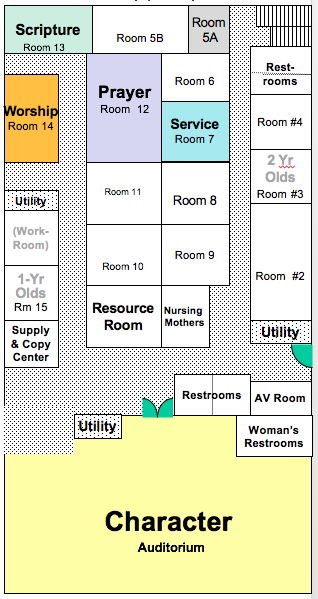 Scripture
Room 13
Room 5B
Room
5A
Rest-
rooms
Worship
Room 14
Prayer
Room 12
Room 6
Service
Room 7
Room #4
2 Yr
Olds
Room #3
Utility
Room 11
Room 8
(Work-
Room)
Room 10
Room 9
Room #2
1-Yr
Olds
Rm 15
Resource
Room
Nursing
Mothers
Supply
& Copy
Center
Utility
Restrooms
AV Room
Utility
Woman's
Restrooms
Character
Auditorium